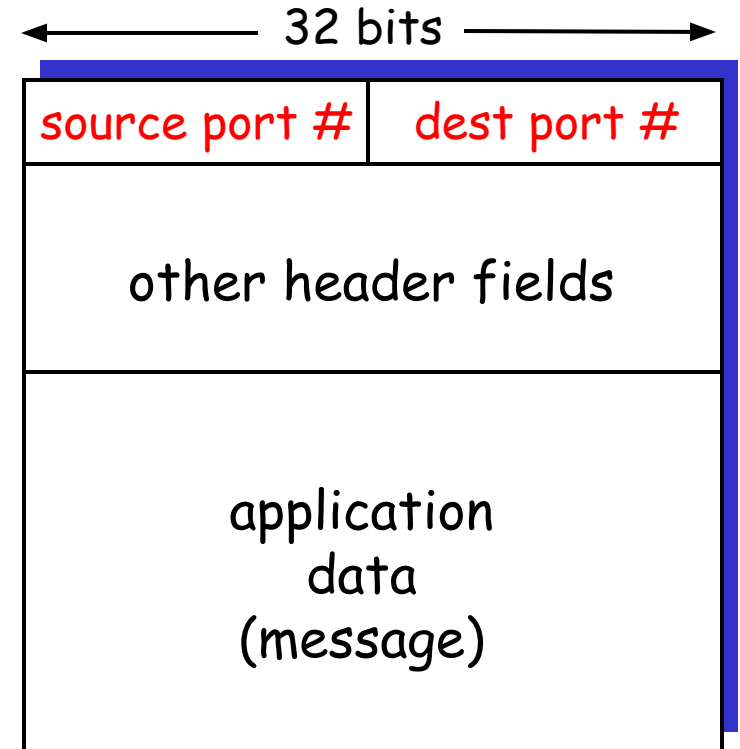 32 bits
source port # dest port #
other header fields
application
data
(message)